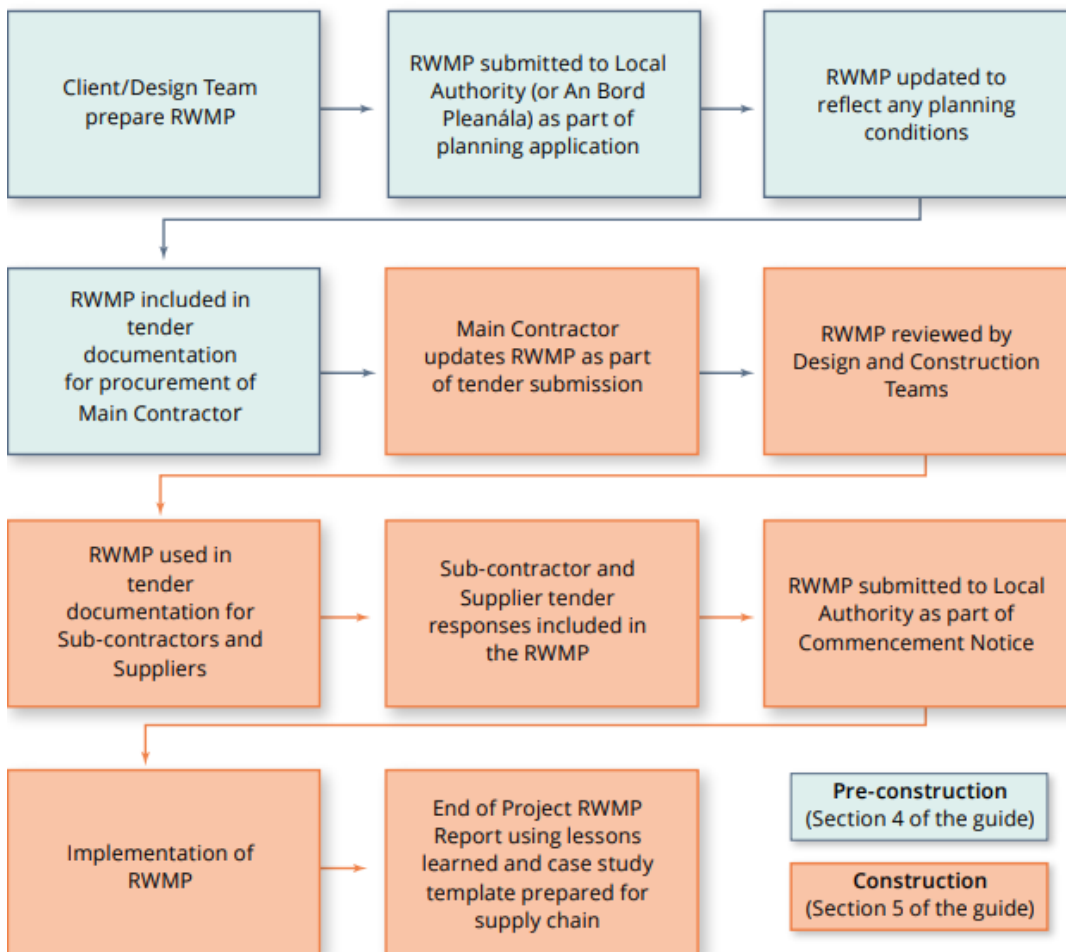 Client/Design Team
prepare RWMP
RWMP submitted to Local
Authority (or An Bord
Pleanála) as part of
planning application
RWMP updated to
reflect any planning
conditions
RWMP included in
tender
documentation
for procurement of
Main Contractor
Main Contractor
updates RWMP as part
of tender submission
RWMP reviewed by
Design and Construction
Teams
RWMP used in
tender
documentation for
Sub-contractors and
Suppliers
Sub-contractor and
Supplier tender
responses included in
the RWMP
RWMP submitted to Local
Authority as part of
Commencement Notice
Implementation of
RWMP
End of Project RWMP
Report using lessons
learned and case study
template prepared for
supply chain
Pre-construction
(Section 4 of the guide)
Construction
(Section 5 of the guide)